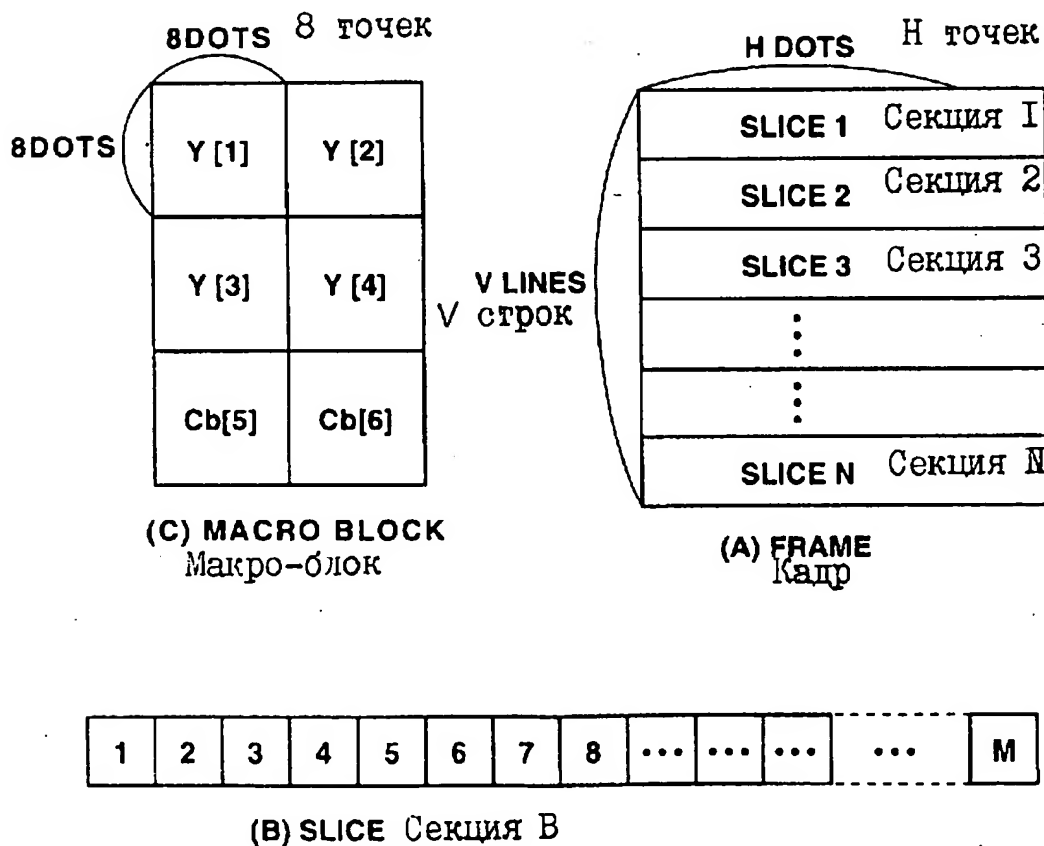 8DOTS 8 точек
8DOTS
Y [1] Y [2]
Y [3] Y [4]
Cb[5] Cb[6]
(C) MACRO BLOCK
Макро-блок
H DOTS H точек
V LINES
V строк
SLICE 1 Секция I
SLICE 2 Секция 2
SLICE 3 Секция 3
⋮
⋮
SLICE N Секция N
(A) FRAME
Кадр
1 2 3 4 5 6 7 8 ... ... ... ... M
(B) SLICE Секция В